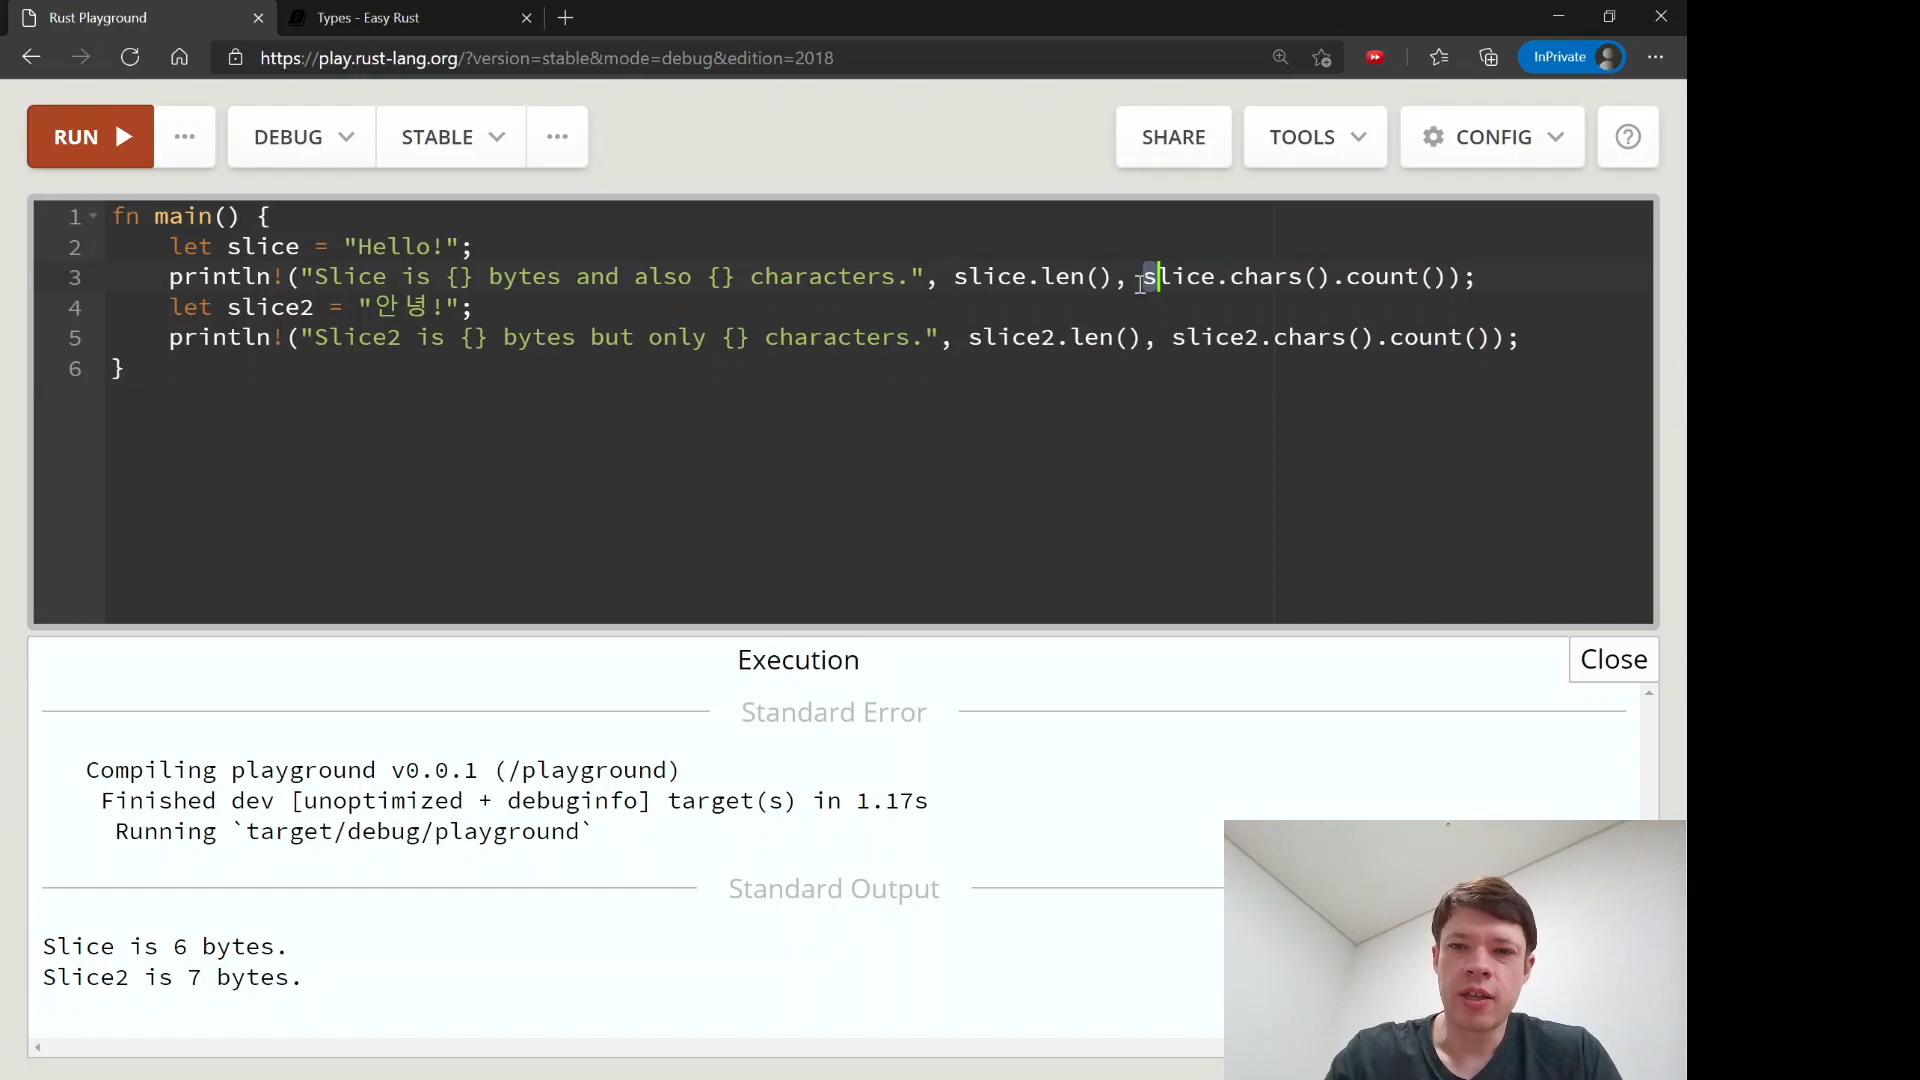 Rust Playground
Types - Easy Rust
https://play.rust-lang.org/?version=stable&mode=debug&edition=2018
InPrivate
RUN
DEBUG
STABLE
SHARE
TOOLS
CONFIG
1 fn main() {
2 let slice = "Hello!";
3 println!("Slice is {} bytes and also {} characters.", slice.len(), slice.chars().count());
4 let slice2 = "안녕!";
5 println!("Slice2 is {} bytes but only {} characters.", slice2.len(), slice2.chars().count());
6 }
Execution
Close
Standard Error
Compiling playground v0.0.1 (/playground)
Finished dev [unoptimized + debuginfo] target(s) in 1.17s
Running `target/debug/playground`
Standard Output
Slice is 6 bytes.
Slice2 is 7 bytes.